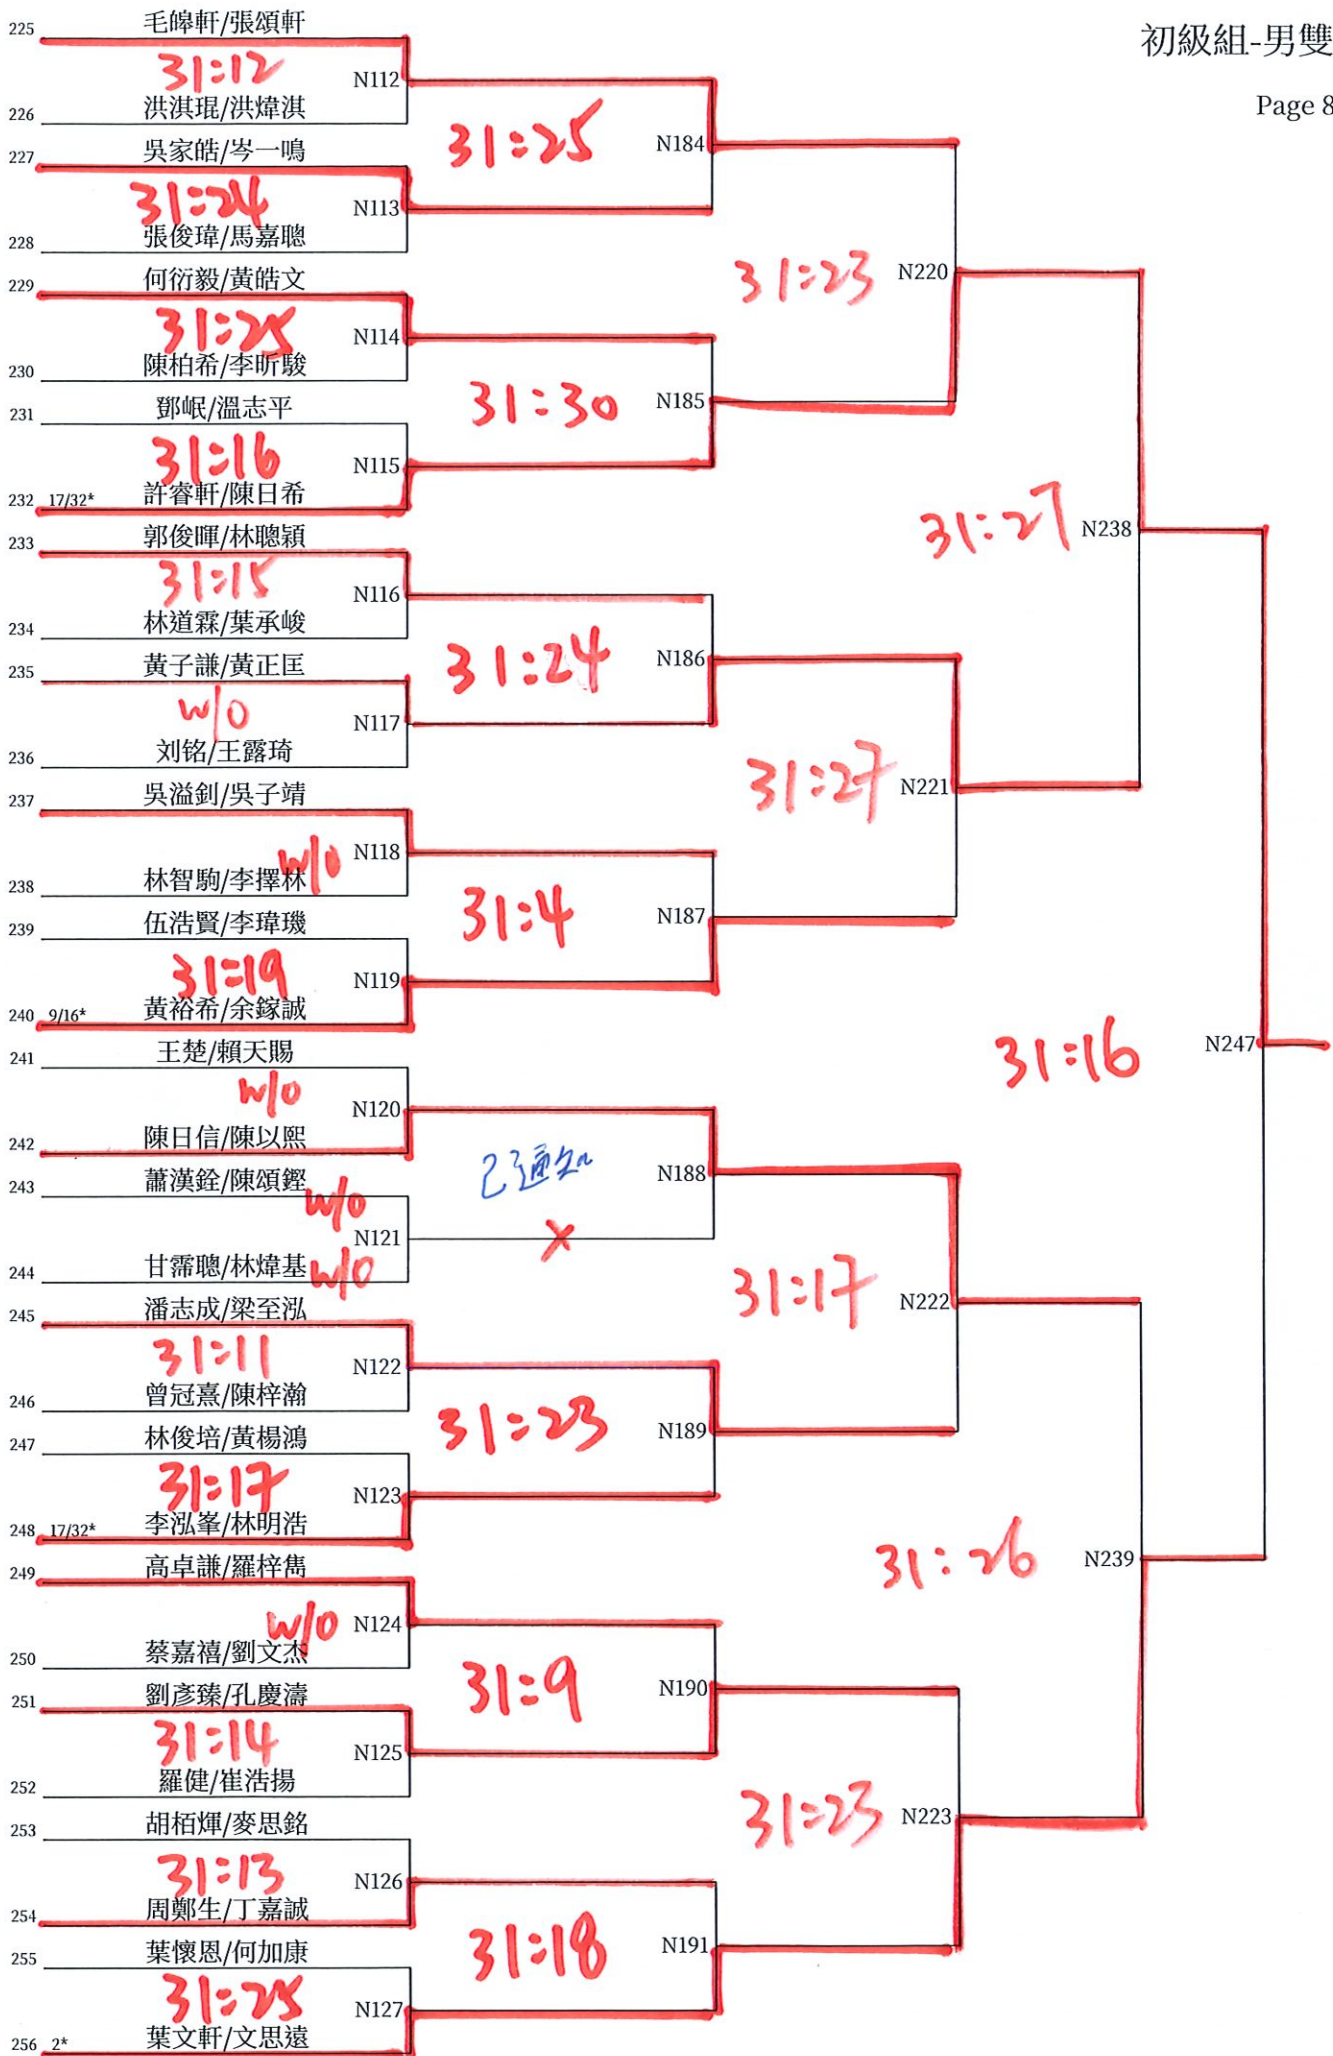 初級組-男雙
Page 8
225 毛皞軒/張頌軒
31:12
N112
226 洪淇琨/洪煒淇
31:25
N184
227 吳家皓/岑一鳴
31:24
N113
228 張俊瑋/馬嘉聰
31:23
N220
229 何衍毅/黃皓文
31:25
N114
230 陳柏希/李昕駿
31:30
N185
231 鄧岷/溫志平
31:16
N115
232 17/32* 許睿軒/陳日希
31:27
N238
233 郭俊暉/林聰穎
31:15
N116
234 林道霖/葉承峻
31:24
N186
235 黃子謙/黃正匡
w/o
N117
236 刘铭/王露琦
31:27
N221
237 吳溢釗/吳子靖
w/o
N118
238 林智駒/李擇林
31:4
N187
239 伍浩賢/李瑋璣
31:19
N119
240 9/16* 黃裕希/余鎵誠
31:16
N247
241 王楚/賴天賜
w/o
N120
242 陳日信/陳以熙
已通知
N188
243 蕭漢銓/陳頌鏗
w/o
N121
X
244 甘霈聰/林煒基
w/o
31:17
N222
245 潘志成/梁至泓
31:11
N122
246 曾冠熹/陳梓瀚
31:23
N189
247 林俊培/黃楊鴻
31:17
N123
248 17/32* 李泓峯/林明浩
31:26
N239
249 高卓謙/羅梓雋
w/o
N124
250 蔡嘉禧/劉文杰
31:9
N190
251 劉彥臻/孔慶濤
31:14
N125
252 羅健/崔浩揚
31:23
N223
253 胡栢煇/麥思銘
31:13
N126
254 周鄭生/丁嘉誠
31:18
N191
255 葉懷恩/何加康
31:25
N127
256 2* 葉文軒/文思遠